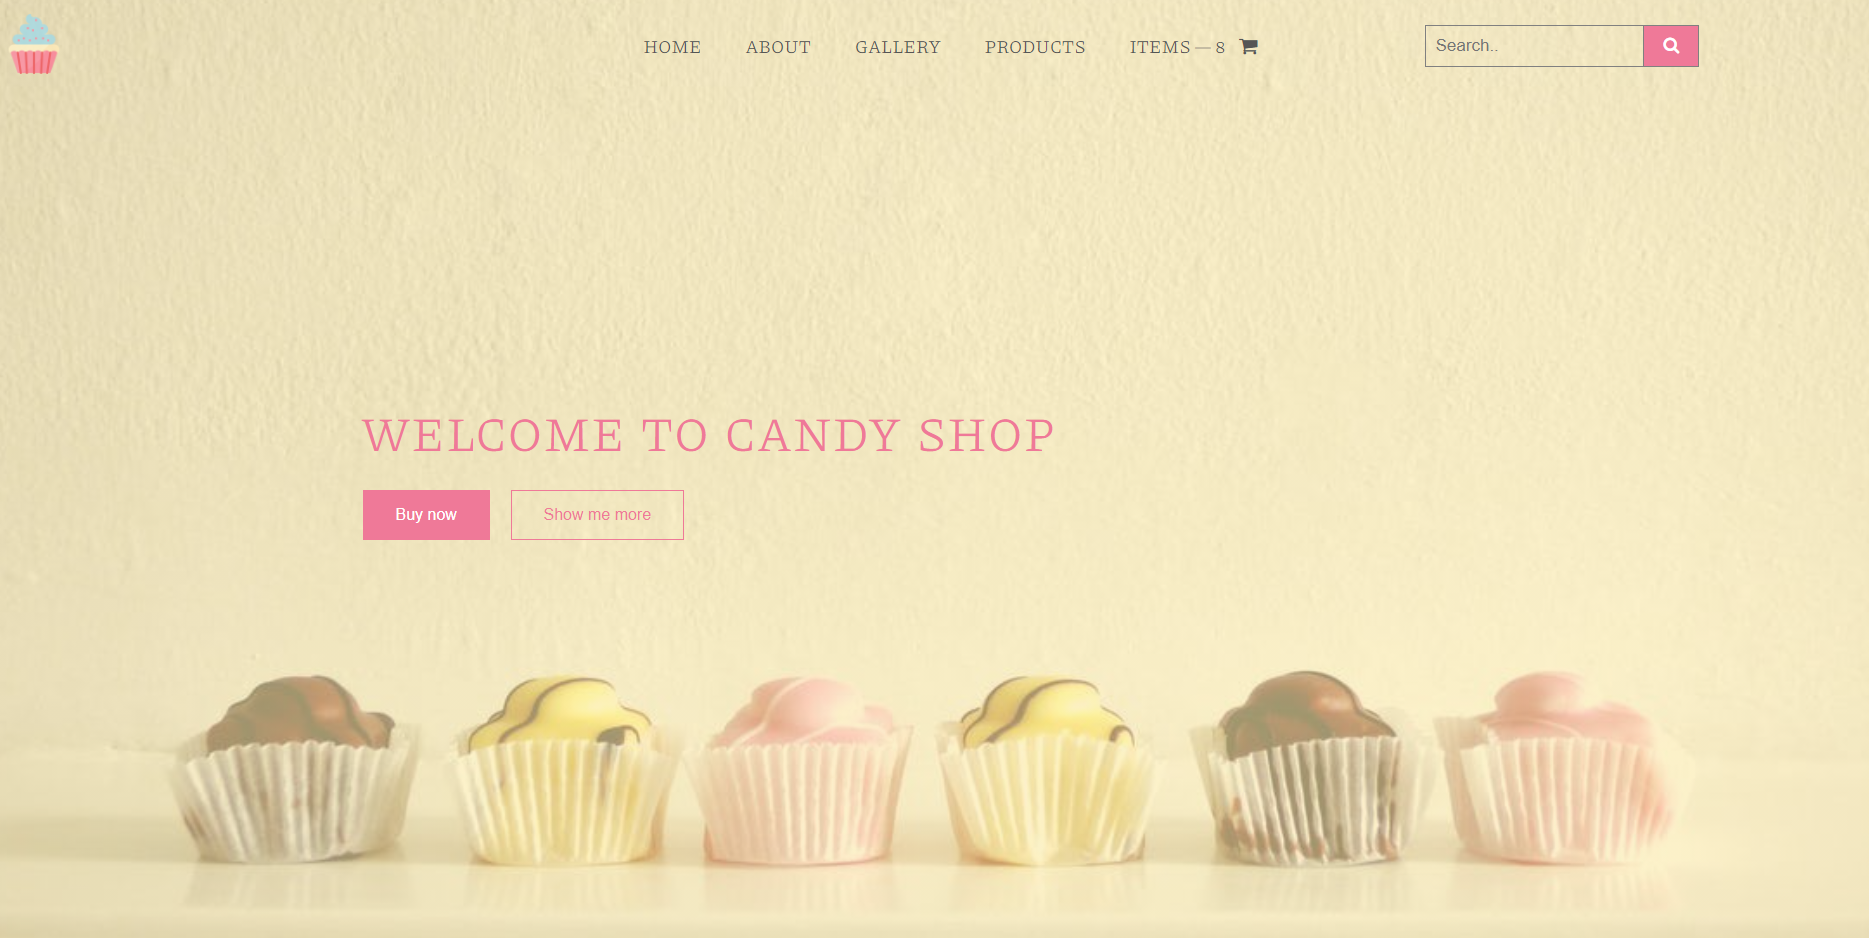 HOME ABOUT GALLERY PRODUCTS ITEMS — 8 Search..
WELCOME TO CANDY SHOP
Buy now Show me more